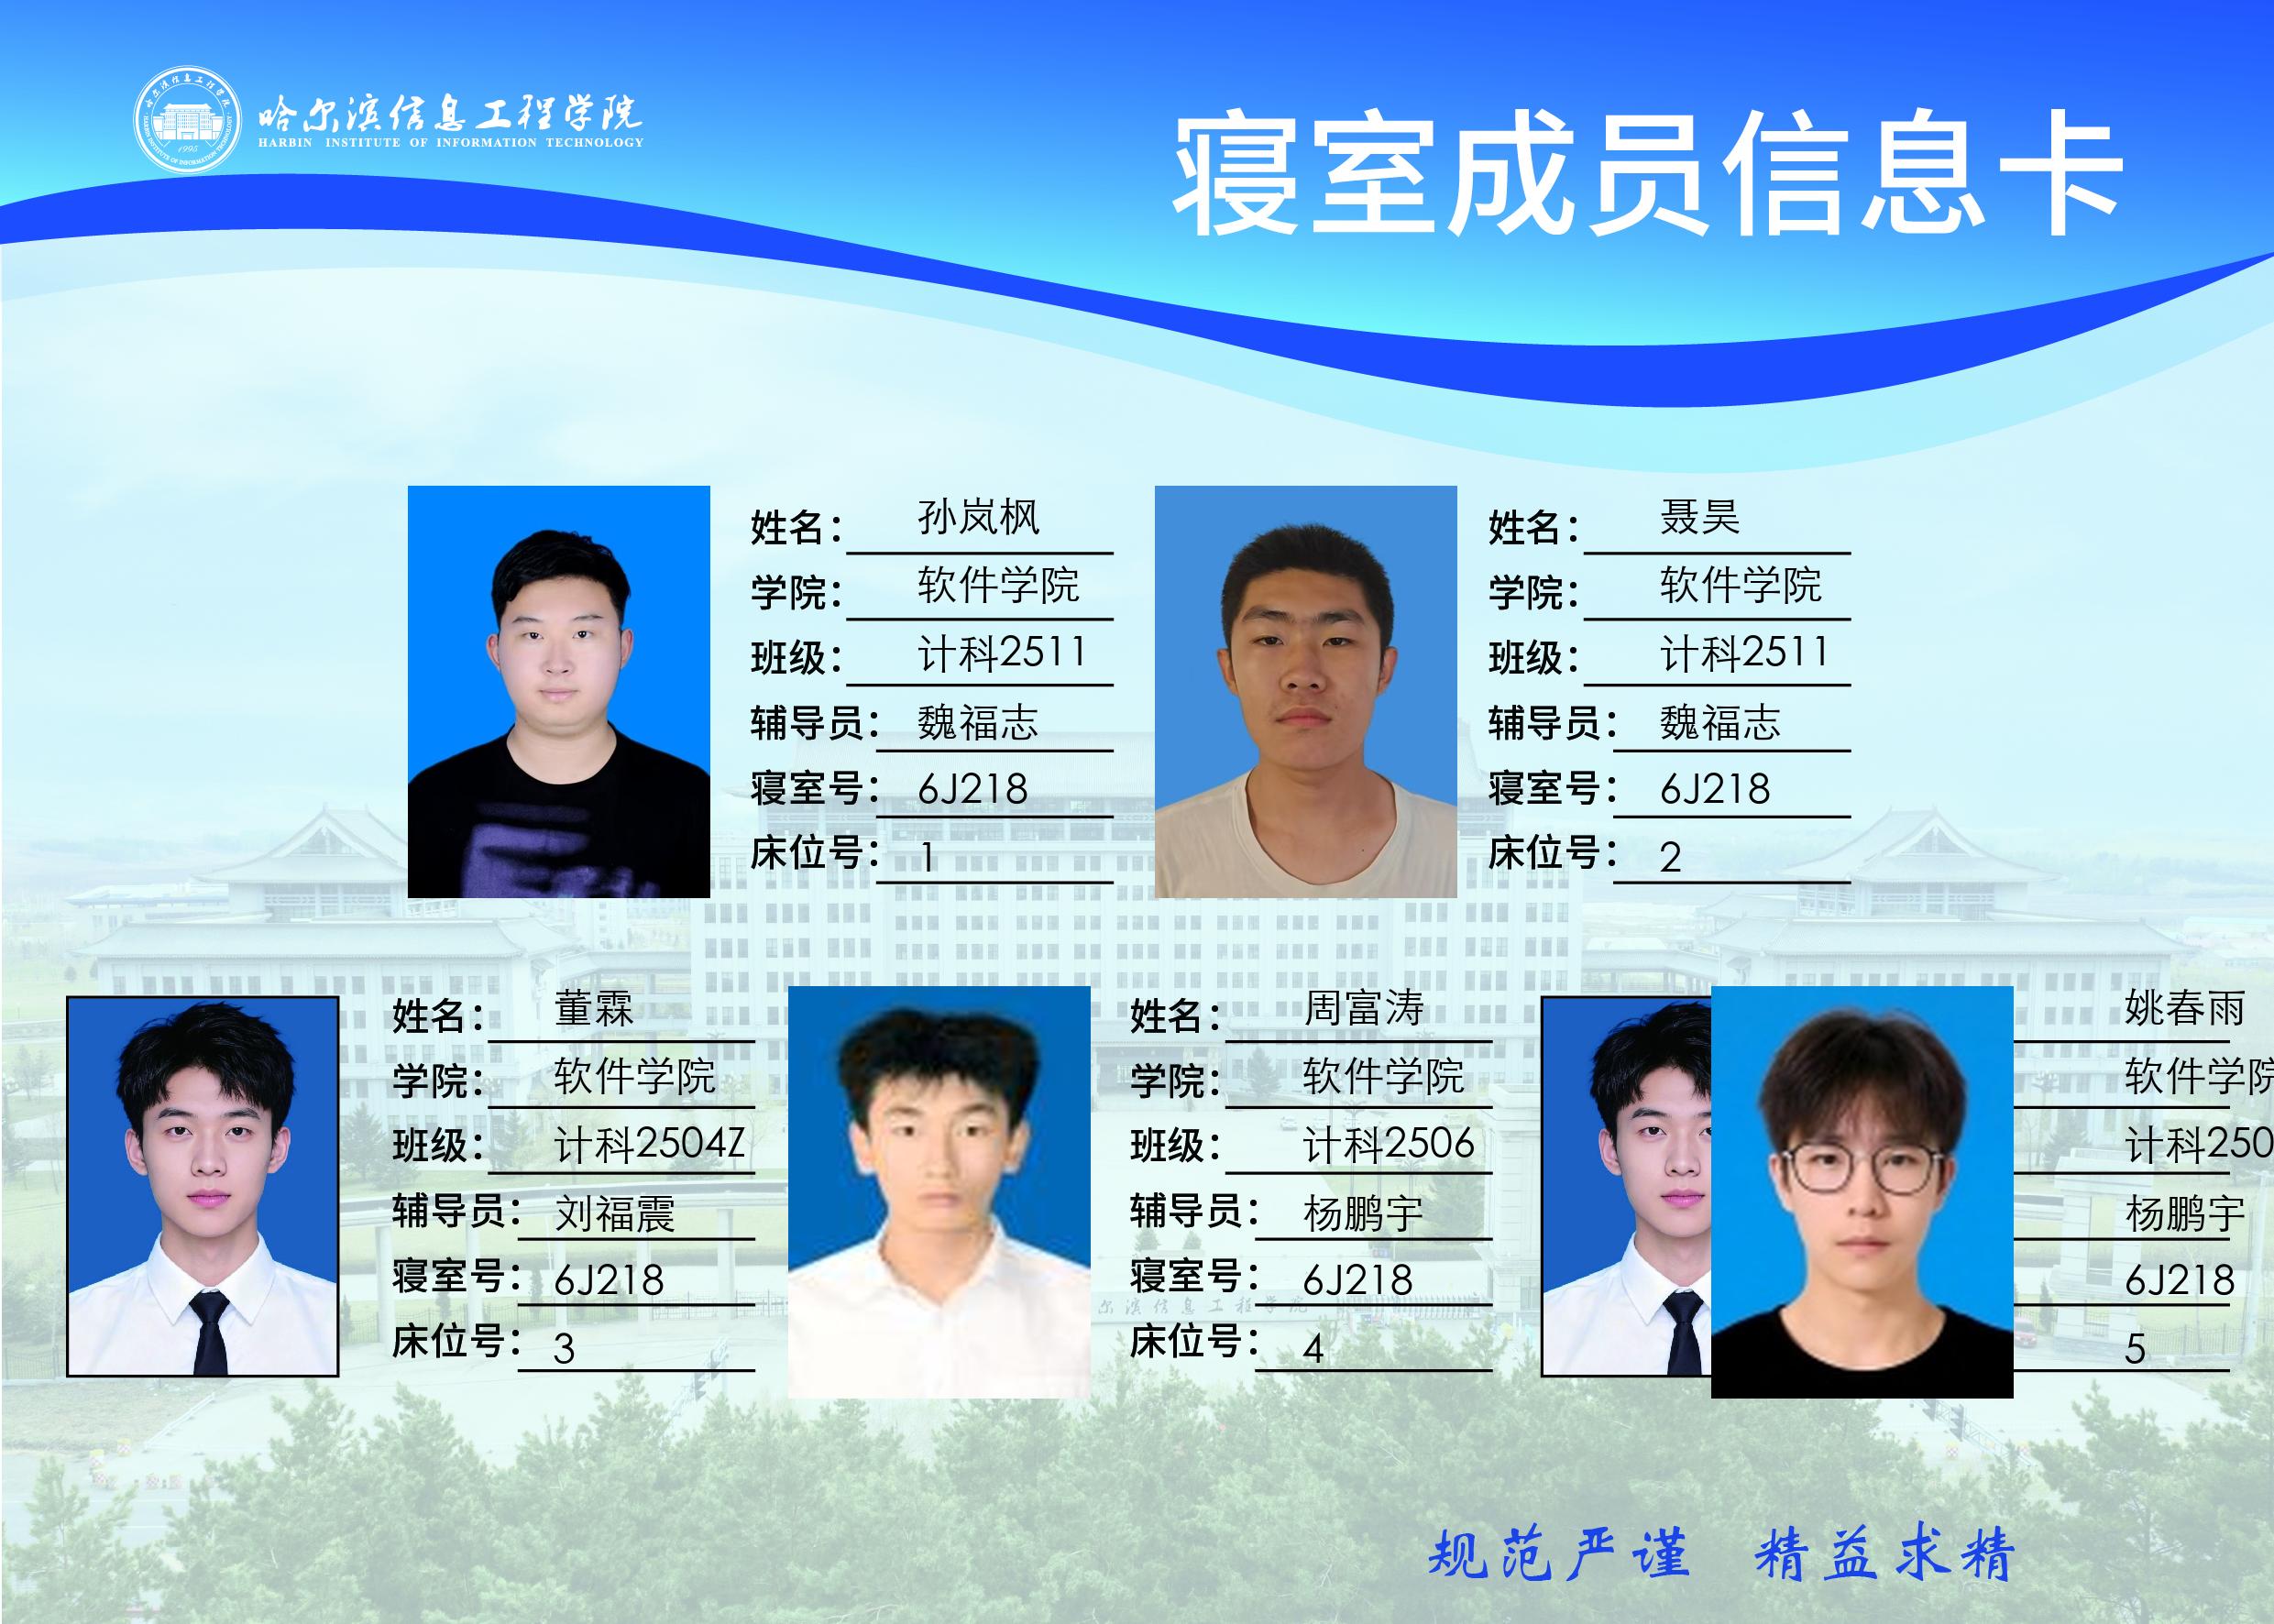 哈尔滨信息工程学院
HARBIN INSTITUTE OF INFORMATION TECHNOLOGY
1995
寝室成员信息卡
姓名： 孙岚枫
学院： 软件学院
班级： 计科2511
辅导员： 魏福志
寝室号： 6J218
床位号： 1
姓名： 聂昊
学院： 软件学院
班级： 计科2511
辅导员： 魏福志
寝室号： 6J218
床位号： 2
姓名： 董霖
学院： 软件学院
班级： 计科2504Z
辅导员： 刘福震
寝室号： 6J218
床位号： 3
姓名： 周富涛
学院： 软件学院
班级： 计科2506
辅导员： 杨鹏宇
寝室号： 6J218
床位号： 4
姚春雨
软件学院
计科250
杨鹏宇
6J218
5
规范严谨 精益求精